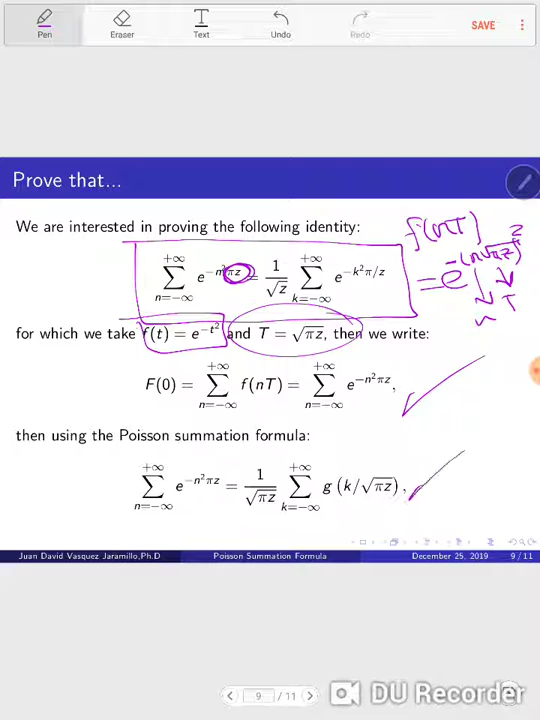 Pen Eraser Text Undo Redo SAVE
Prove that...
We are interested in proving the following identity:
f(nT)
+∞ ∑ n=−∞ e^{−n²πz} = 1/√z +∞ ∑ k=−∞ e^{−k²π/z}
= e^{−(n√πz)²}
n T
for which we take f(t) = e^{−t²} and T = √πz, then we write:
F(0) = +∞ ∑ n=−∞ f(nT) = +∞ ∑ n=−∞ e^{−n²πz},
then using the Poisson summation formula:
+∞ ∑ n=−∞ e^{−n²πz} = 1/√πz +∞ ∑ k=−∞ g (k/√πz),
Juan David Vasquez Jaramillo,Ph.D Poisson Summation Formula December 25, 2019 9/11
9 / 11
DU Recorder